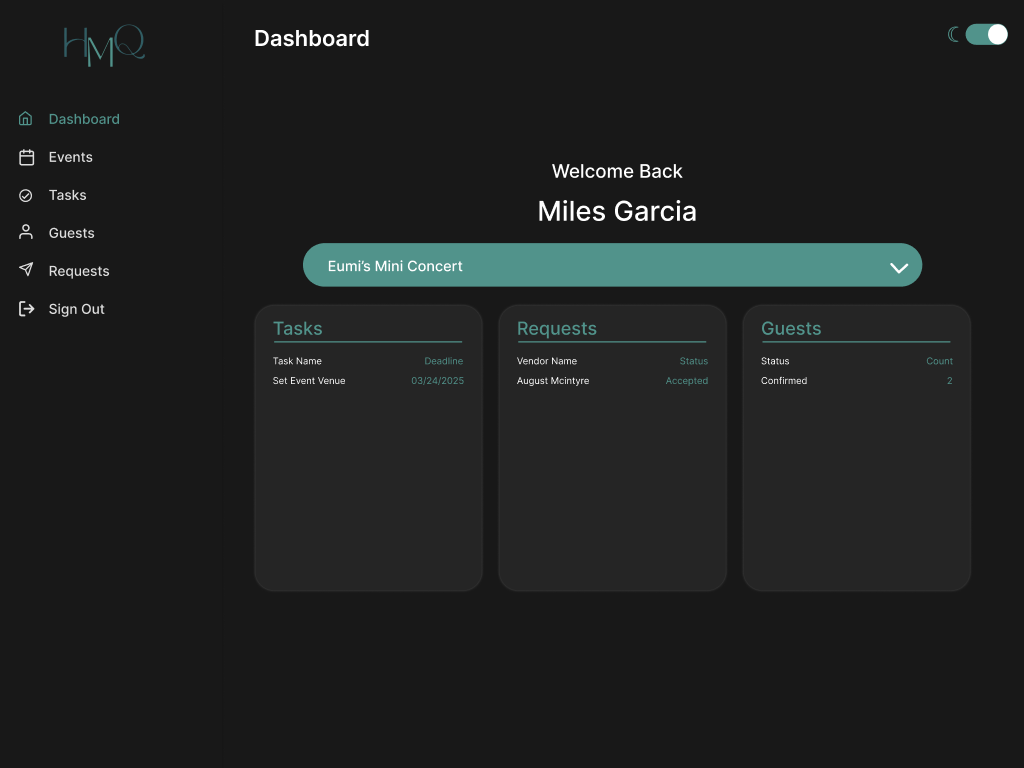 HMQ
Dashboard
Dashboard
Events
Tasks
Guests
Requests
Sign Out
Welcome Back
Miles Garcia
Eumi's Mini Concert
Tasks
Task Name Deadline
Set Event Venue 03/24/2025
Requests
Vendor Name Status
August Mcintyre Accepted
Guests
Status Count
Confirmed 2